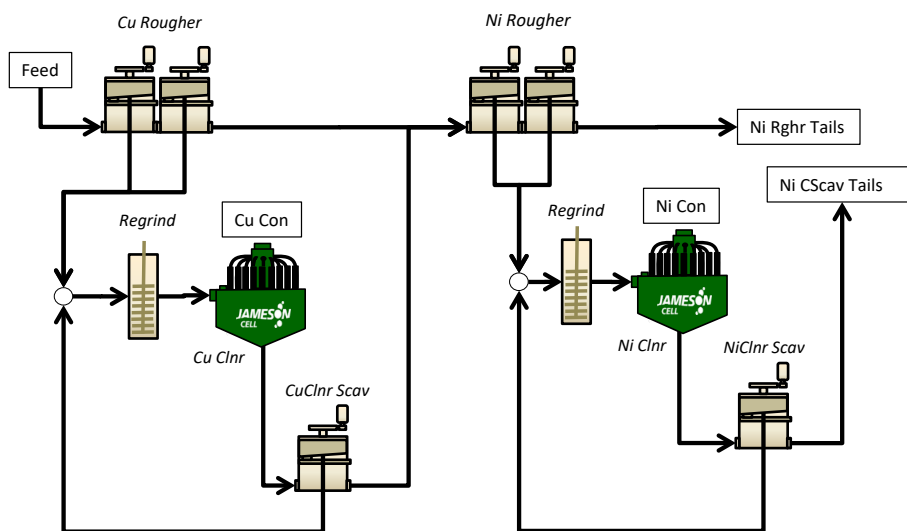 Cu Rougher
Ni Rougher
Feed
Ni Rghr Tails
Ni CScav Tails
Regrind
Cu Con
Regrind
Ni Con
JAMESON
CELL
JAMESON
CELL
Cu Clnr
Ni Clnr
NiClnr Scav
CuClnr Scav